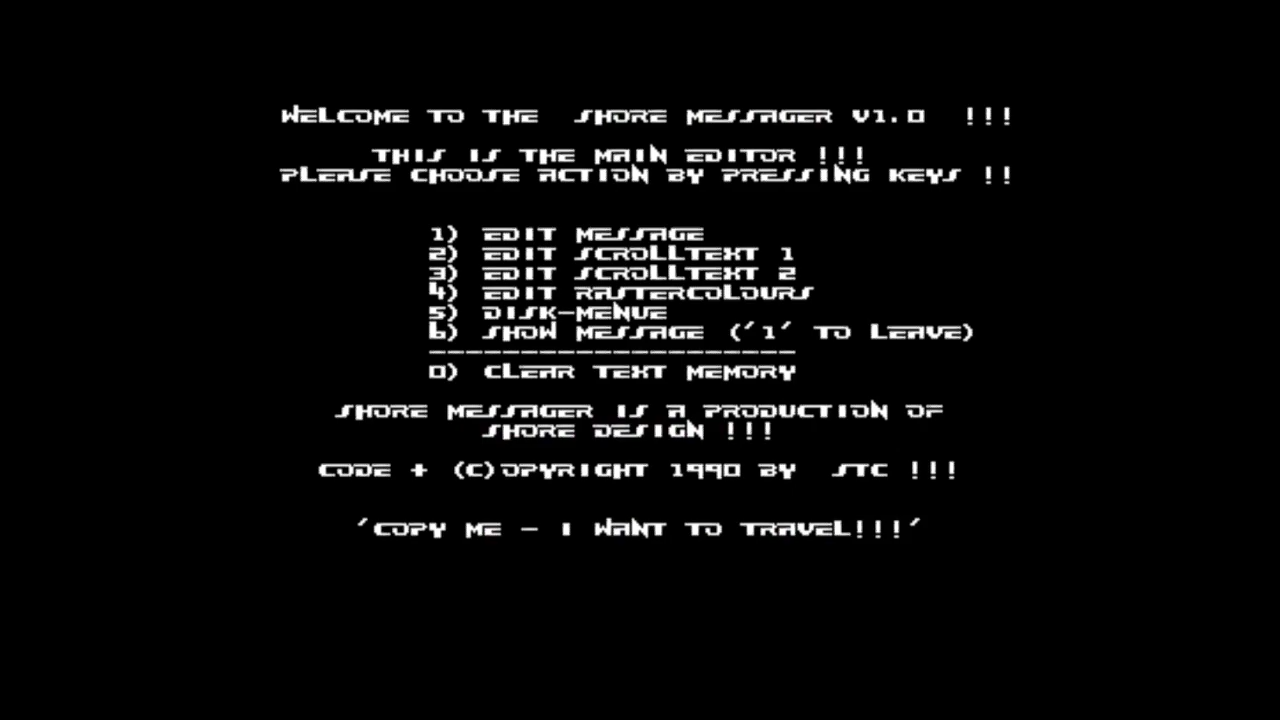 WELCOME TO THE SHORE MESSAGER V1.0 !!!
THIS IS THE MAIN EDITOR !!!
PLEASE CHOOSE ACTION BY PRESSING KEYS !!
1) EDIT MESSAGE
2) EDIT SCROLLTEXT 1
3) EDIT SCROLLTEXT 2
4) EDIT RASTERCOLOURS
5) DISK-MENUE
6) SHOW MESSAGE ('1' TO LEAVE)
--------------------
0) CLEAR TEXT MEMORY
SHORE MESSAGER IS A PRODUCTION OF
SHORE DESIGN !!!
CODE + (C)OPYRIGHT 1990 BY STC !!!
'COPY ME - I WANT TO TRAVEL!!!'